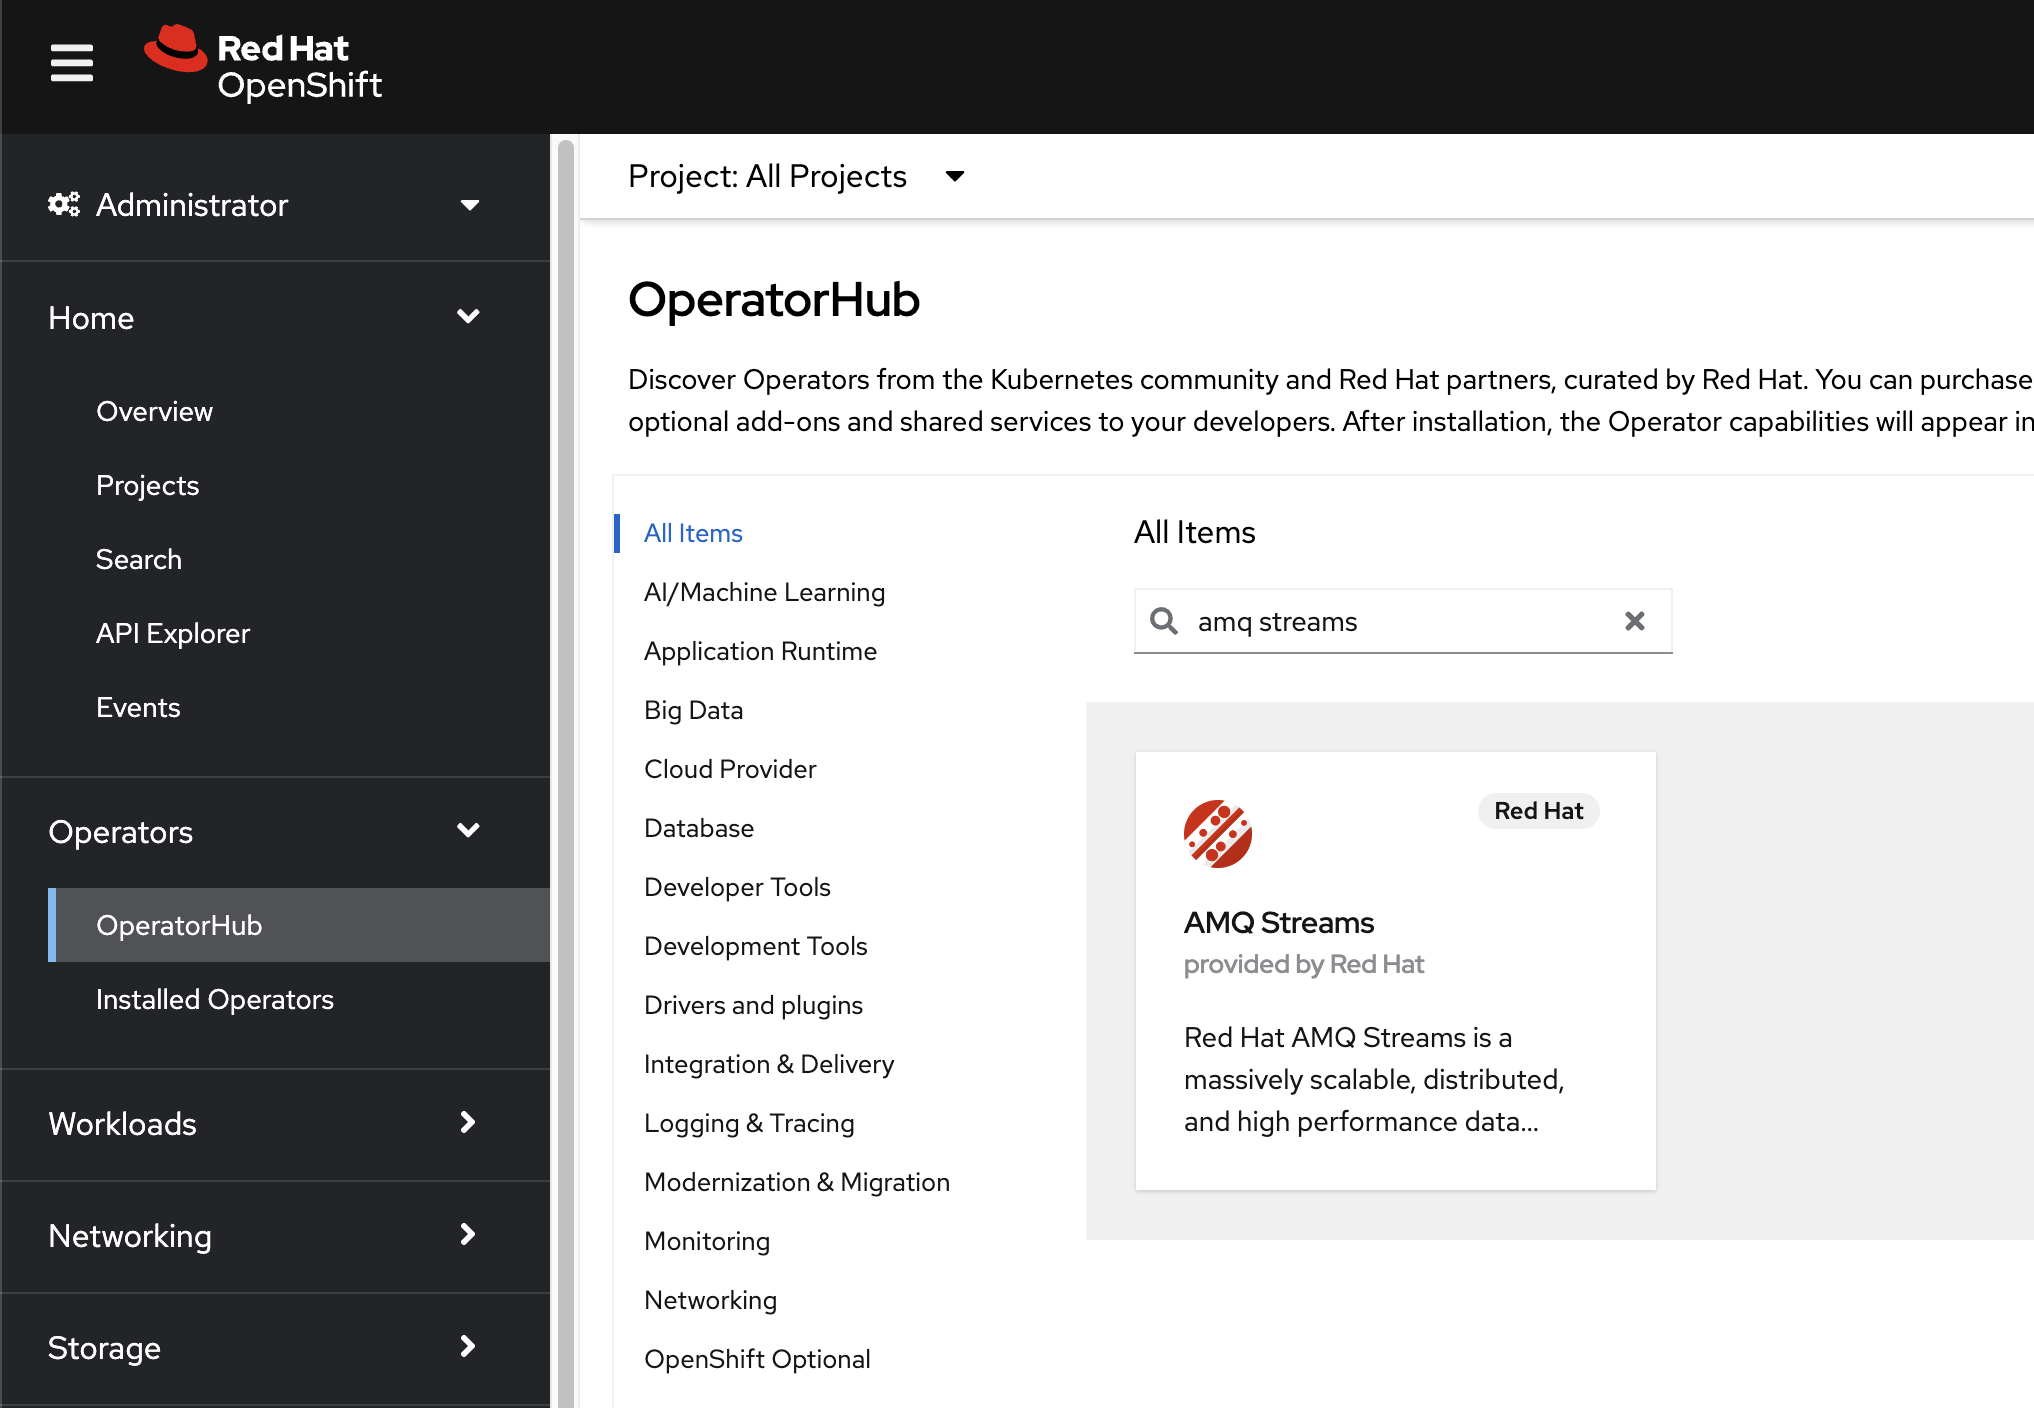 Red Hat
OpenShift
Administrator
Home
Overview
Projects
Search
API Explorer
Events
Operators
OperatorHub
Installed Operators
Workloads
Networking
Storage
Project: All Projects
OperatorHub
Discover Operators from the Kubernetes community and Red Hat partners, curated by Red Hat. You can purchase
optional add-ons and shared services to your developers. After installation, the Operator capabilities will appear in
All Items
AI/Machine Learning
Application Runtime
Big Data
Cloud Provider
Database
Developer Tools
Development Tools
Drivers and plugins
Integration & Delivery
Logging & Tracing
Modernization & Migration
Monitoring
Networking
OpenShift Optional
All Items
amq streams
Red Hat
AMQ Streams
provided by Red Hat
Red Hat AMQ Streams is a
massively scalable, distributed,
and high performance data...